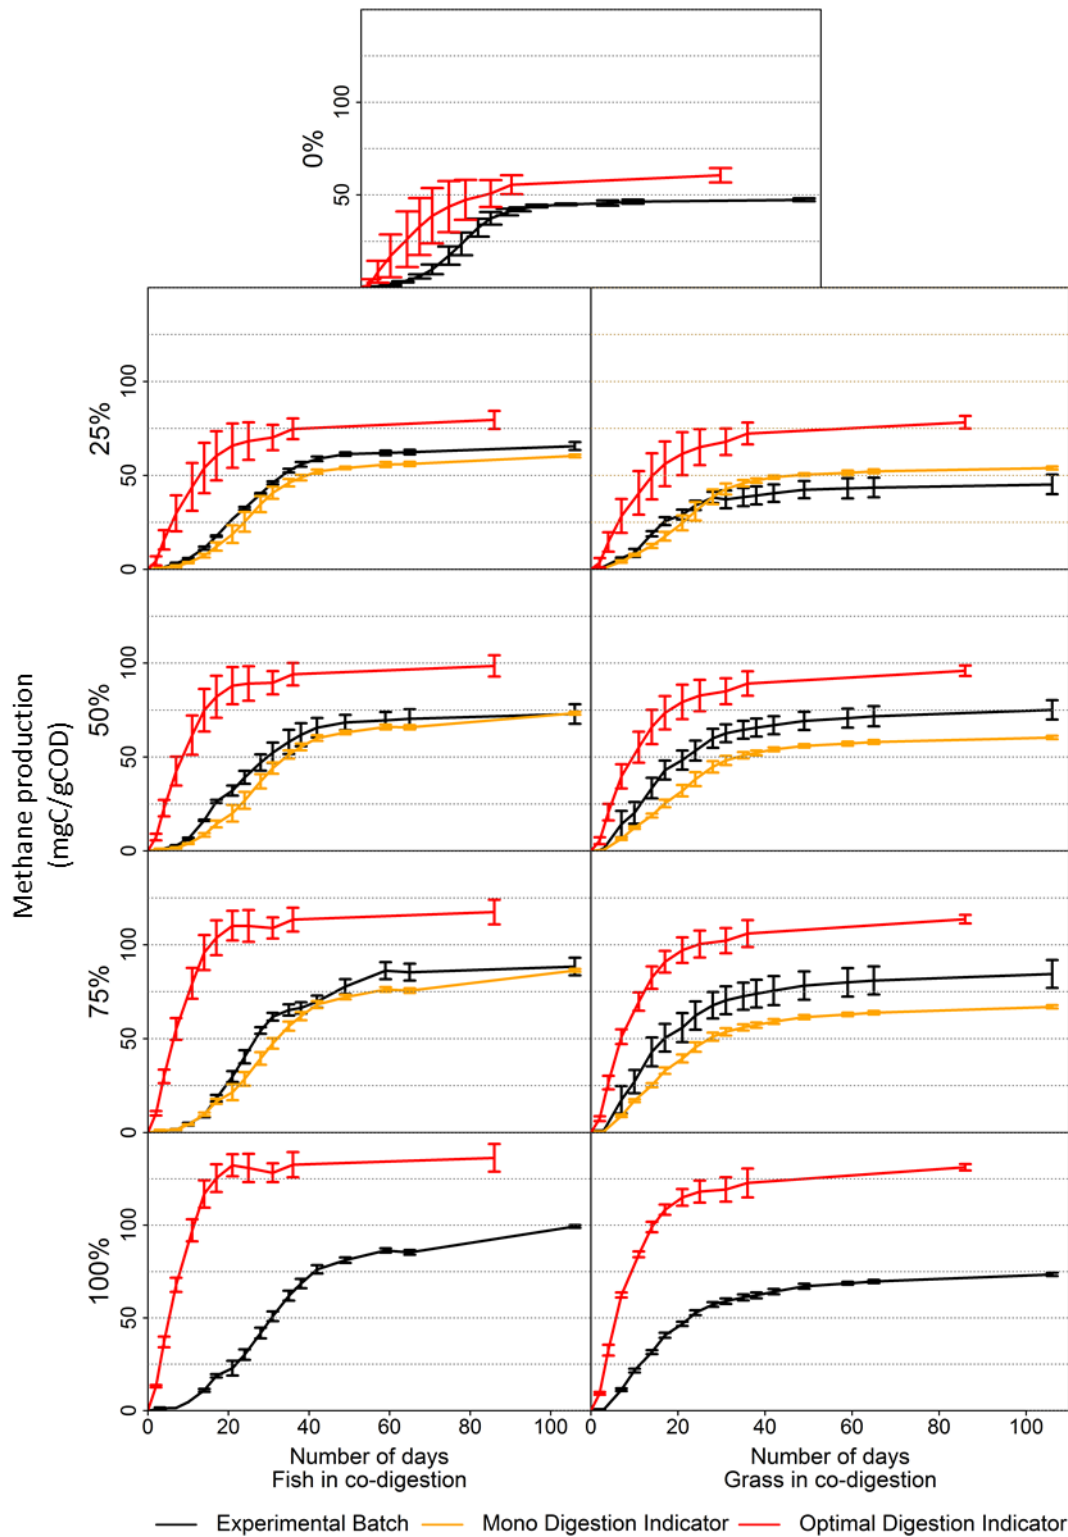 0%
100
50
25%
100
50
0
50%
100
50
0
75%
100
50
0
100%
100
50
0
Methane production
(mgC/gCOD)
0 20 40 60 80 100
0 20 40 60 80 100
Number of days
Fish in co-digestion
Number of days
Grass in co-digestion
Experimental Batch Mono Digestion Indicator Optimal Digestion Indicator